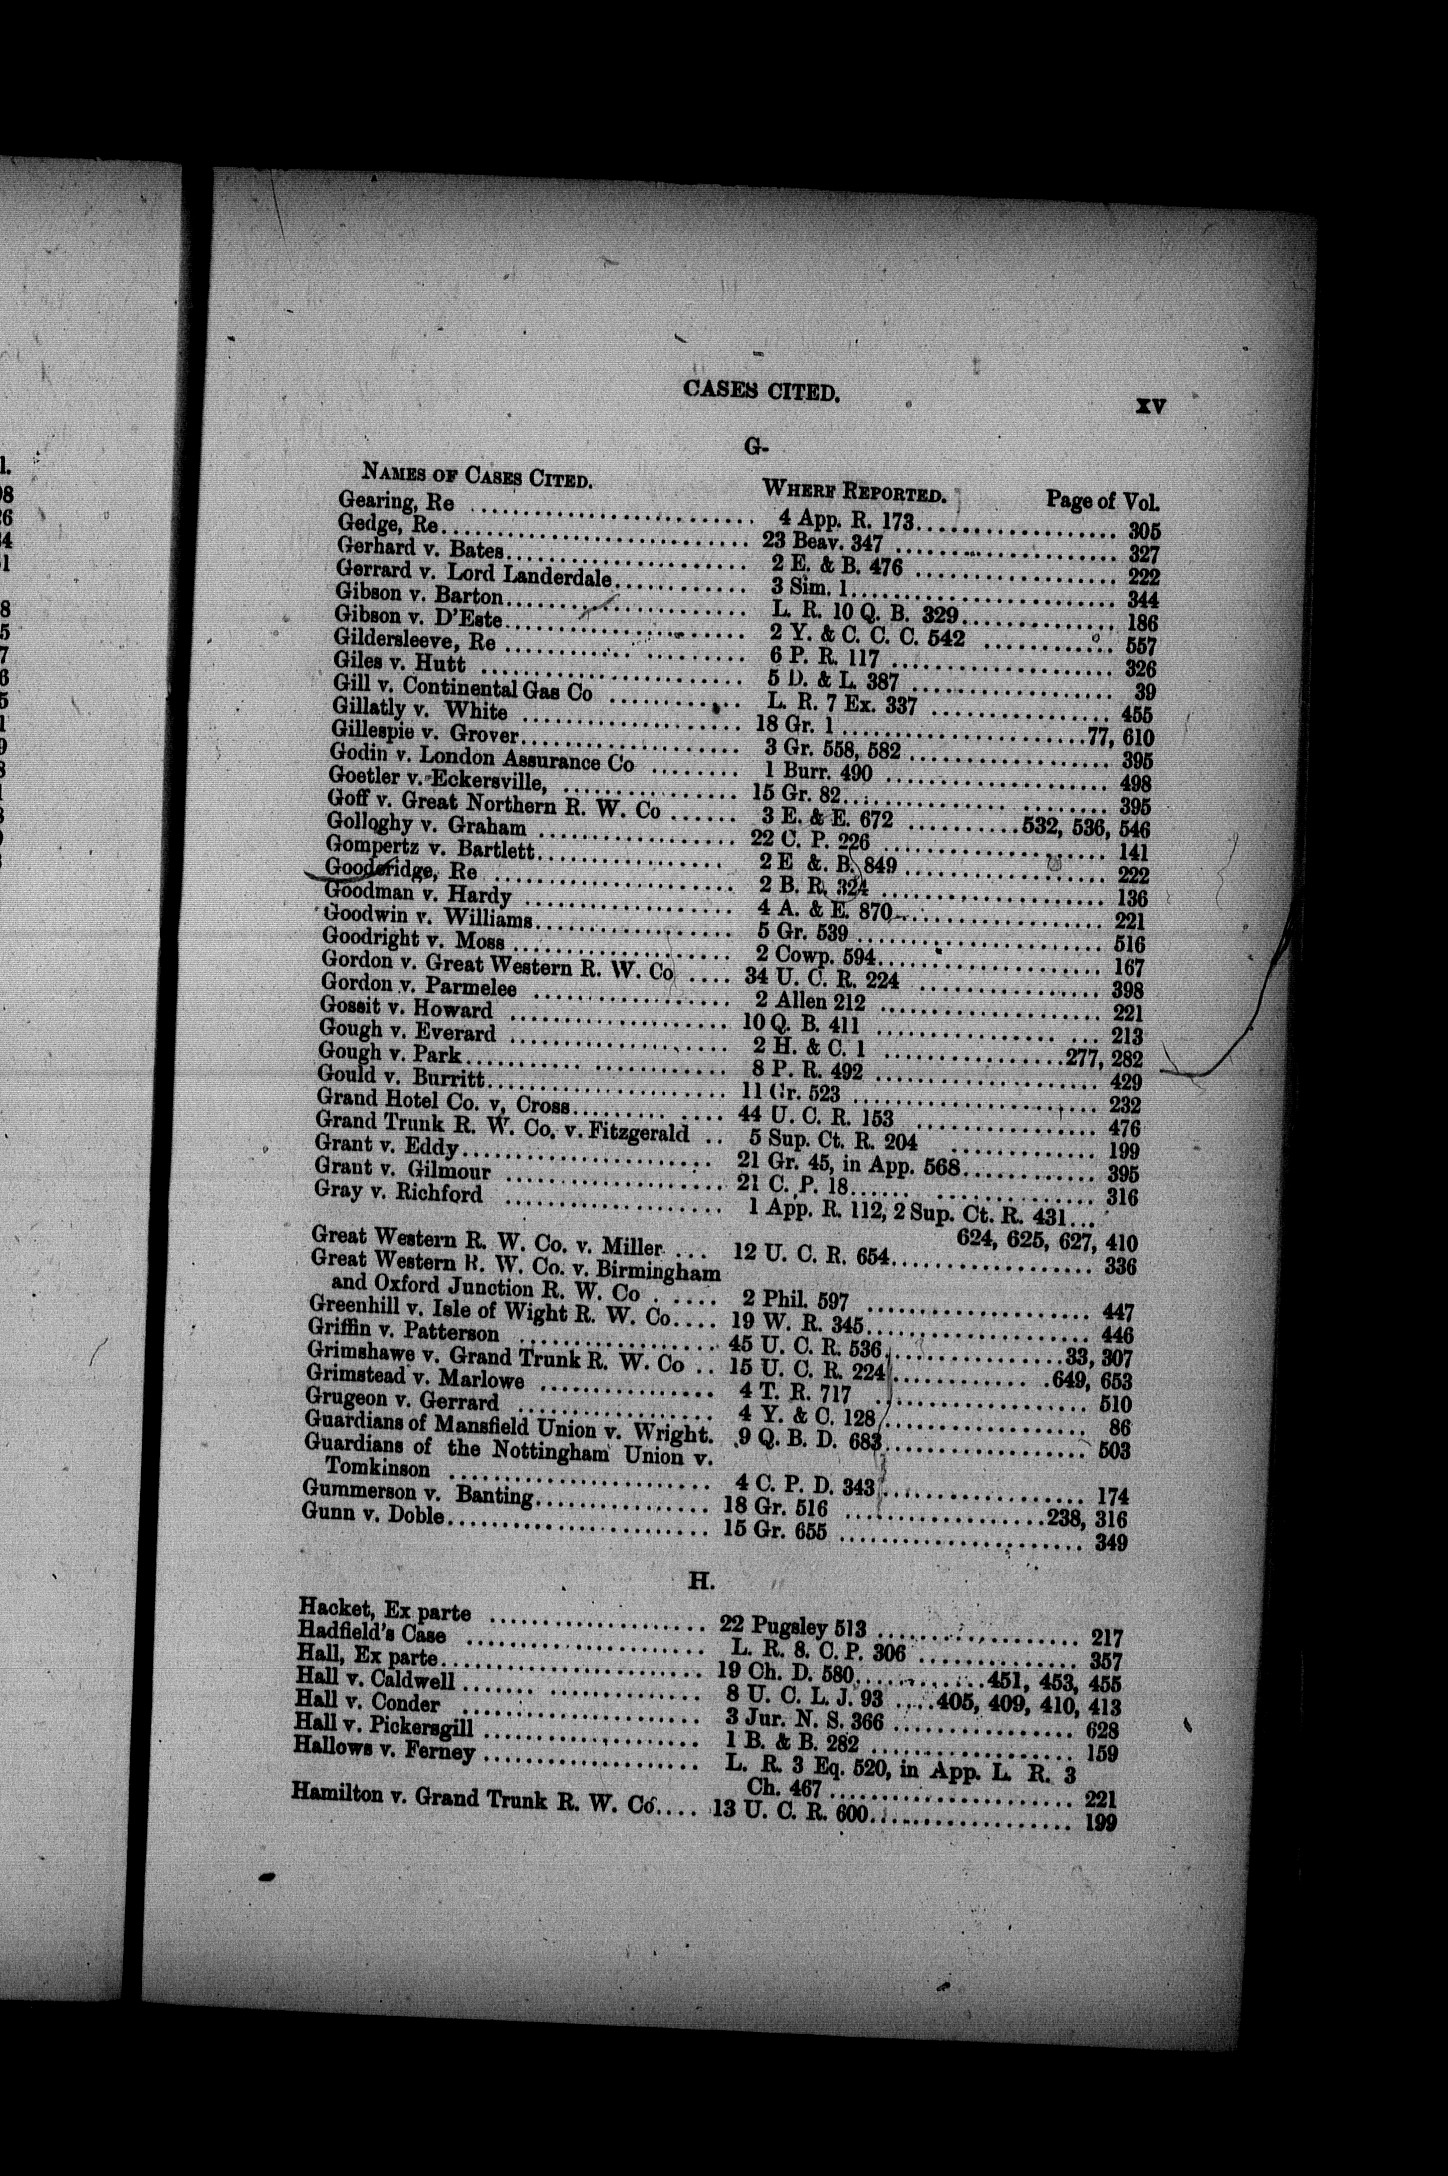 CASES CITED.
XV
G.
NAMES OF CASES CITED. WHERE REPORTED. Page of Vol.
Gearing, Re ........................ 4 App. R. 173................ 305
Gedge, Re.......................... 23 Beav. 347 ................ 327
Gerhard v. Bates.................... 2 E. & B. 476 ................ 222
Gerrard v. Lord Landerdale............ 3 Sim. 1...................... 344
Gibson v. Barton.................... L. R. 10 Q. B. 329............ 186
Gibson v. D'Este.................... 2 Y. & C. C. C. 542 .......... 557
Gildersleeve, Re .................... 6 P. R. 117 .................. 326
Giles v. Hutt ...................... 5 D. & L. 387 ................ 39
Gill v. Continental Gas Co .......... L. R. 7 Ex. 337 .............. 455
Gillatly v. White .................. 18 Gr. 1 ....................77, 610
Gillespie v. Grover.................. 3 Gr. 558, 582 ................ 395
Godin v. London Assurance Co ........ 1 Burr. 490 .................. 498
Goetler v. Eckersville, .............. 15 Gr. 82.................... 395
Goff v. Great Northern R. W. Co ...... 3 E. & E. 672 ..........532, 536, 546
Golloghy v. Graham ................ 22 C. P. 226 .................. 141
Gompertz v. Bartlett................ 2 E &. B. 849 ................ 222
Gooderidge, Re .................... 2 B. R. 324 .................. 136
Goodman v. Hardy .................. 4 A. & E. 870.................. 221
Goodwin v. Williams................ 5 Gr. 539 .................... 516
Goodright v. Moss .................. 2 Cowp. 594.................. 167
Gordon v. Great Western R. W. Co .... 34 U. C. R. 224 .............. 398
Gordon v. Parmelee ................ 2 Allen 212 .................. 221
Gossit v. Howard .................. 10 Q. B. 411 .................. 213
Gough v. Everard .................. 2 H. & C. 1 ................277, 282
Gough v. Park...................... 8 P. R. 492 .................. 429
Gould v. Burritt.................... 11 Gr. 523 .................... 232
Grand Hotel Co. v. Cross............ 44 U. C. R. 153 .............. 476
Grand Trunk R. W. Co. v. Fitzgerald .. 5 Sup. Ct. R. 204 ............ 199
Grant v. Eddy...................... 21 Gr. 45, in App. 568.......... 395
Grant v. Gilmour .................. 21 C. P. 18.................... 316
Gray v. Richford .................. 1 App. R. 112, 2 Sup. Ct. R. 431...
624, 625, 627, 410
Great Western R. W. Co. v. Miller .... 12 U. C. R. 654................ 336
Great Western R. W. Co. v. Birmingham
and Oxford Junction R. W. Co ...... 2 Phil. 597 .................. 447
Greenhill v. Isle of Wight R. W. Co.... 19 W. R. 345.................. 446
Griffin v. Patterson ................ 45 U. C. R. 536................33, 307
Grimshawe v. Grand Trunk R. W. Co .. 15 U. C. R. 224..............649, 653
Grimstead v. Marlowe .............. 4 T. R. 717 .................. 510
Grugeon v. Gerrard ................ 4 Y. & C. 128 ................ 86
Guardians of Mansfield Union v. Wright. 9 Q. B. D. 683................ 503
Guardians of the Nottingham Union v.
Tomkinson ...................... 4 C. P. D. 343 ................ 174
Gummerson v. Banting.............. 18 Gr. 516 ..................238, 316
Gunn v. Doble...................... 15 Gr. 655 .................... 349
H.
Hacket, Ex parte .................. 22 Pugsley 513 ................ 217
Hadfield's Case .................... L. R. 8. C. P. 306 ............ 357
Hall, Ex parte...................... 19 Ch. D. 580............451, 453, 455
Hall v. Caldwell .................... 8 U. C. L. J. 93 ....405, 409, 410, 413
Hall v. Conder .................... 3 Jur. N. S. 366 .............. 628
Hall v. Pickersgill .................. 1 B. & B. 282 ................ 159
Hallows v. Ferney .................. L. R. 3 Eq. 520, in App. L. R. 3
Ch. 467 .................... 221
Hamilton v. Grand Trunk R. W. Co.... 13 U. C. R. 600................ 199